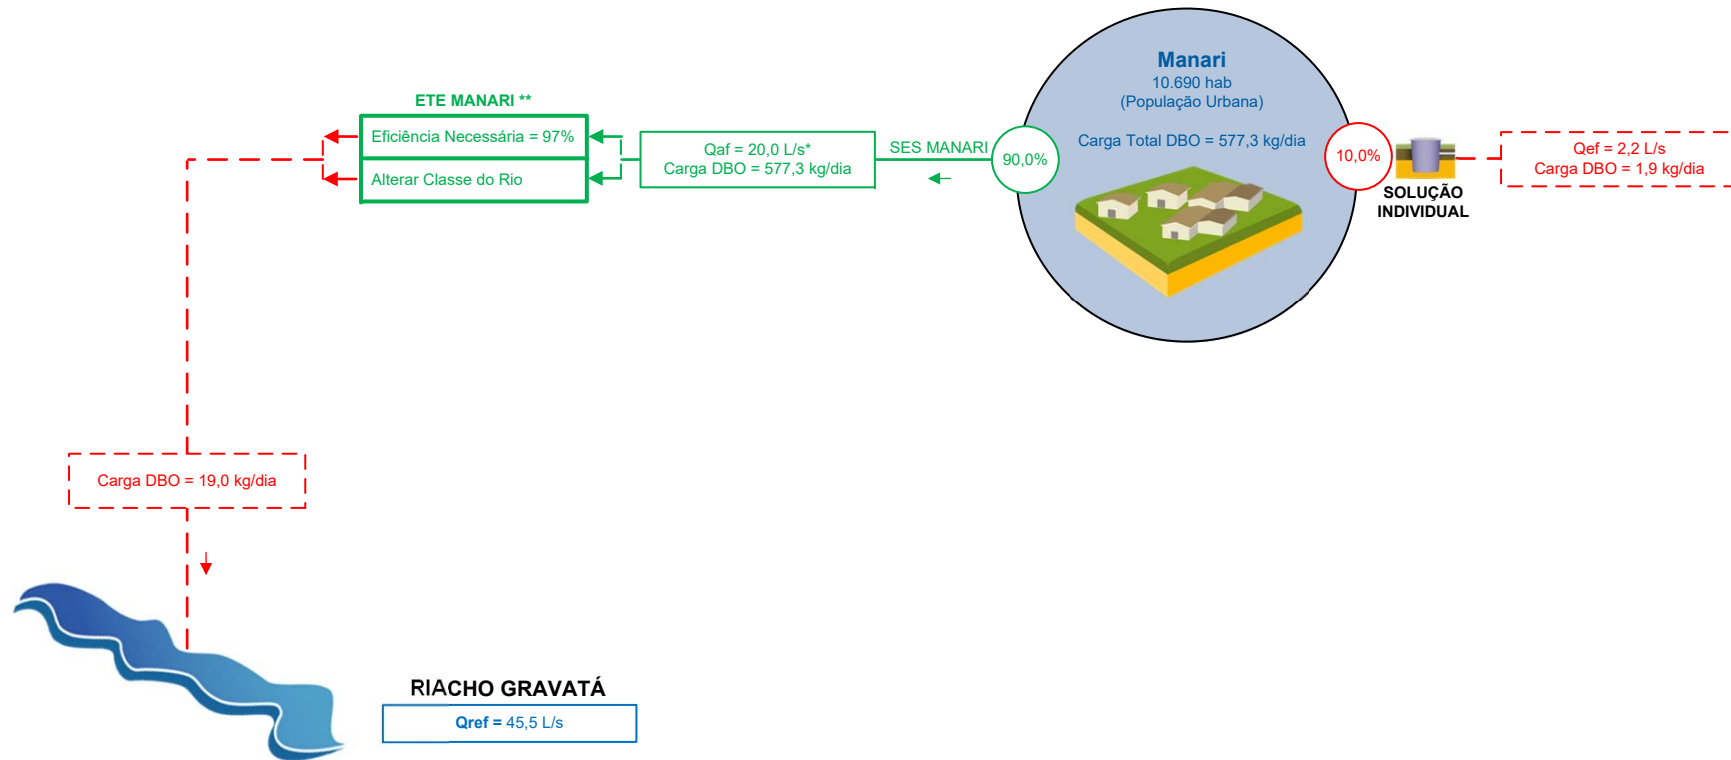 Manari
10.690 hab
(População Urbana)
Carga Total DBO = 577,3 kg/dia
ETE MANARI **
Eficiência Necessária = 97%
Alterar Classe do Rio
Qaf = 20,0 L/s*
Carga DBO = 577,3 kg/dia
SES MANARI
90,0%
10,0%
SOLUÇÃO
INDIVIDUAL
Qef = 2,2 L/s
Carga DBO = 1,9 kg/dia
Carga DBO = 19,0 kg/dia
RIACHO GRAVATÁ
Qref = 45,5 L/s